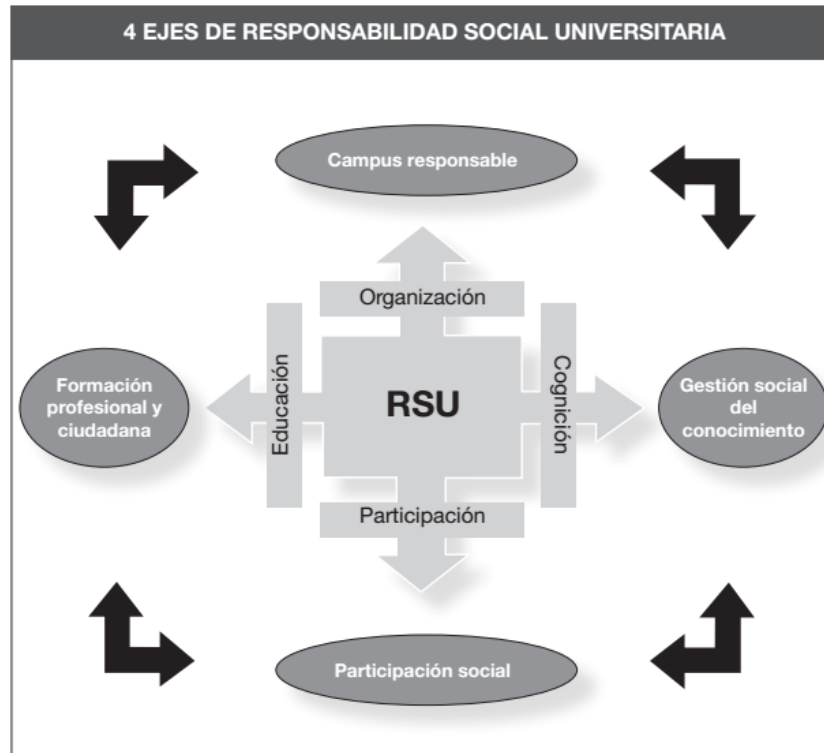 4 EJES DE RESPONSABILIDAD SOCIAL UNIVERSITARIA
Campus responsable
Organización
Formación
profesional y
ciudadana
Educación
RSU
Cognición
Gestión social
del
conocimiento
Participación
Participación social